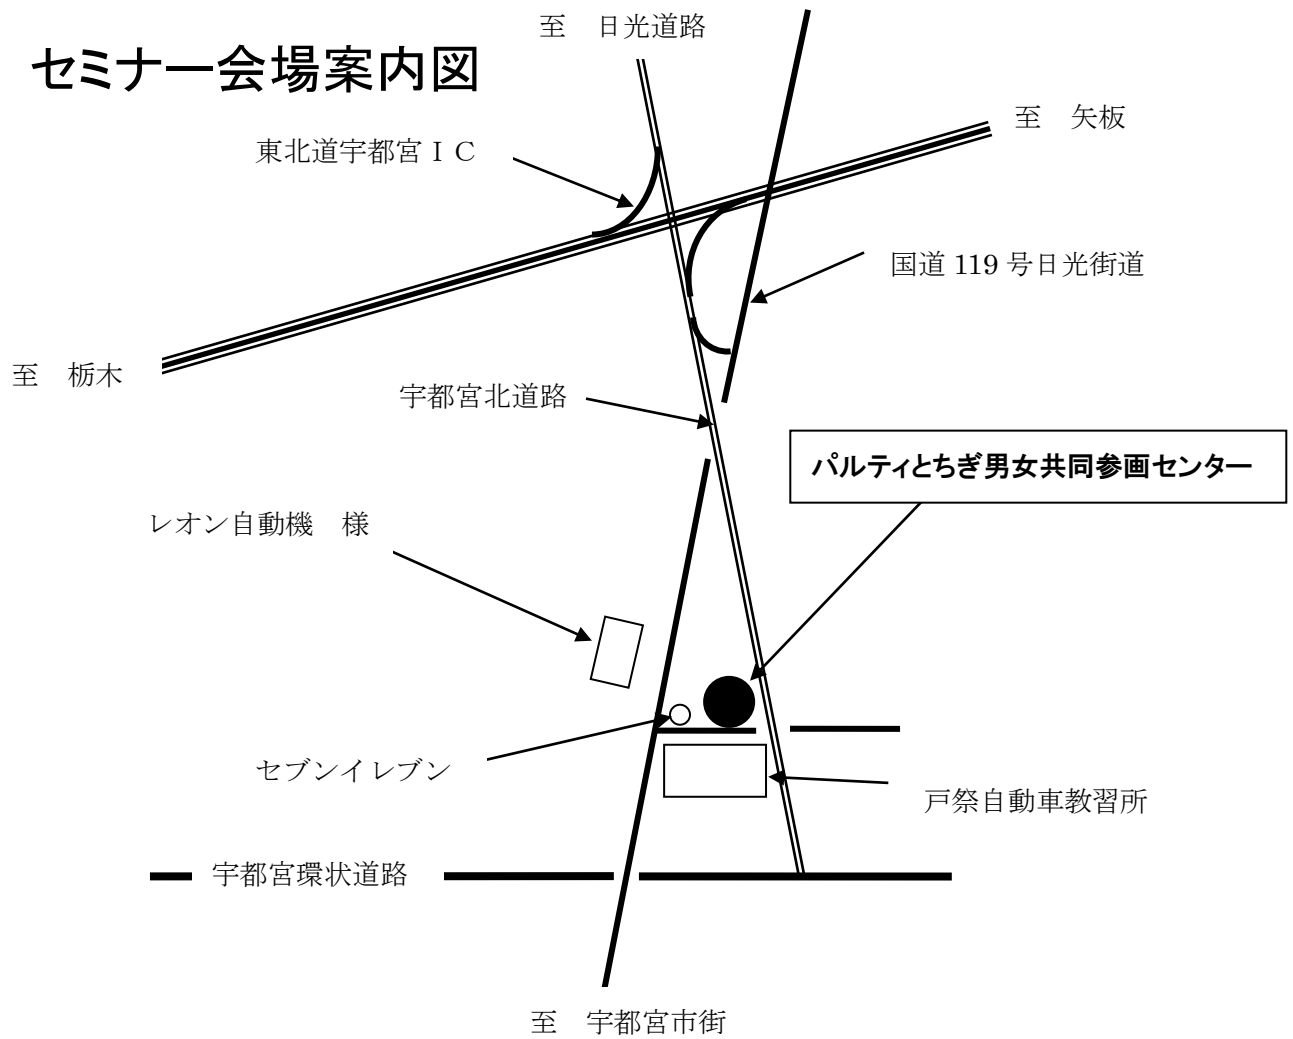 至　日光道路
セミナー会場案内図
至　矢板
東北道宇都宮ＩＣ
国道 119 号日光街道
至　栃木
宇都宮北道路
パルティとちぎ男女共同参画センター
レオン自動機　様
セブンイレブン
戸祭自動車教習所
宇都宮環状道路
至　宇都宮市街